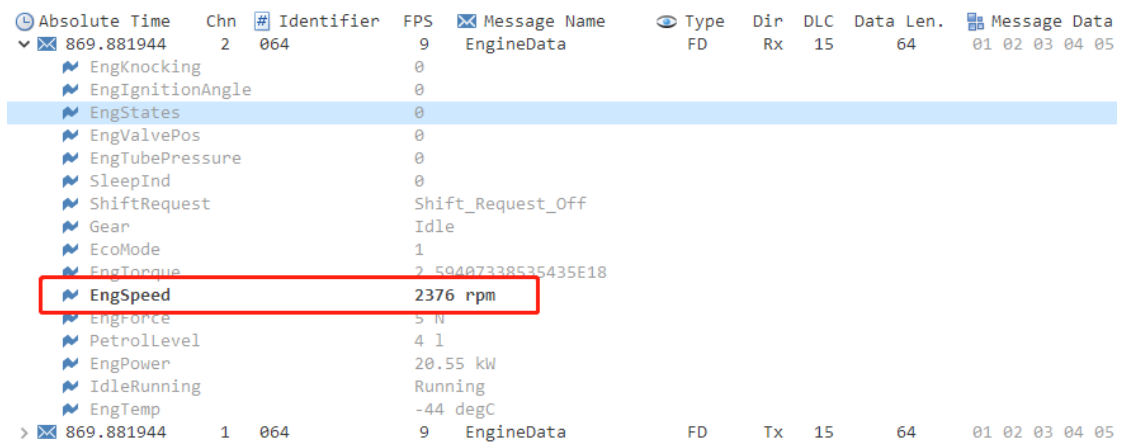 Absolute Time Chn # Identifier FPS Message Name Type Dir DLC Data Len. Message Data
869.881944 2 064 9 EngineData FD Rx 15 64 01 02 03 04 05
EngKnocking 0
EngIgnitionAngle 0
EngStates 0
EngValvePos 0
EngTubePressure 0
SleepInd 0
ShiftRequest Shift_Request_Off
Gear Idle
EcoMode 1
EngTorque 2.59407338535435E18
EngSpeed 2376 rpm
EngForce 5 N
PetrolLevel 4 l
EngPower 20.55 kW
IdleRunning Running
EngTemp -44 degC
869.881944 1 064 9 EngineData FD Tx 15 64 01 02 03 04 05